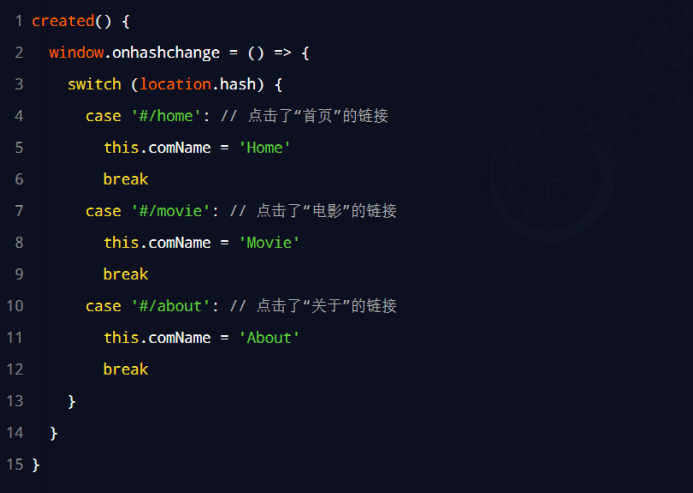 1 created() {
2 window.onhashchange = () => {
3 switch (location.hash) {
4 case '#/home': // 点击了“首页”的链接
5 this.comName = 'Home'
6 break
7 case '#/movie': // 点击了“电影”的链接
8 this.comName = 'Movie'
9 break
10 case '#/about': // 点击了“关于”的链接
11 this.comName = 'About'
12 break
13 }
14 }
15 }